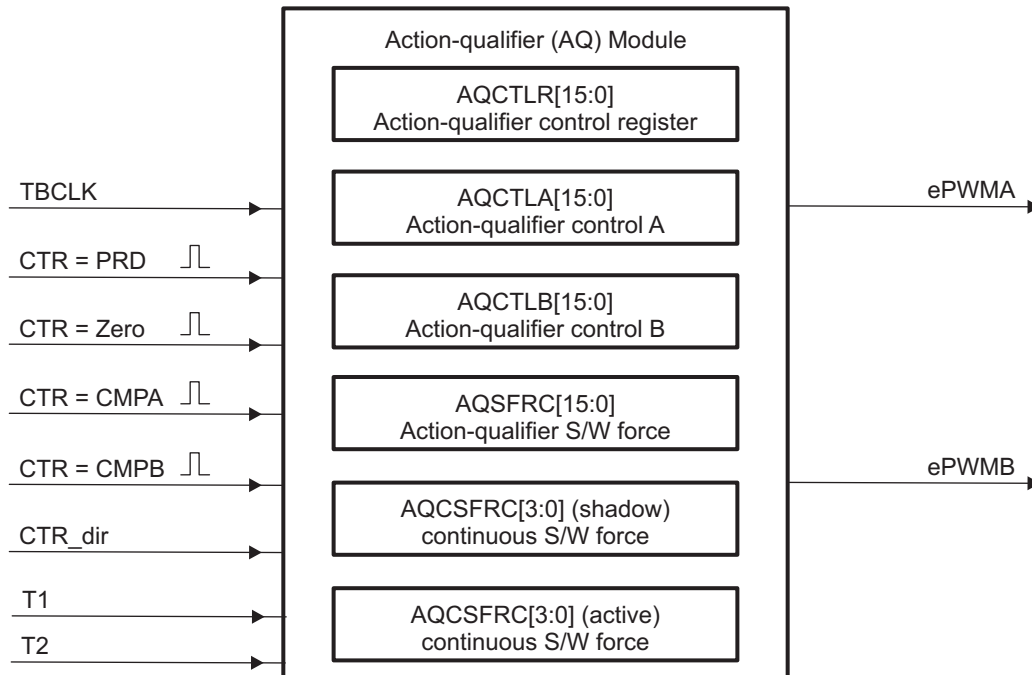 Action-qualifier (AQ) Module
AQCTLR[15:0]
Action-qualifier control register
TBCLK
AQCTLA[15:0]
Action-qualifier control A
ePWMA
CTR = PRD
CTR = Zero
AQCTLB[15:0]
Action-qualifier control B
CTR = CMPA
AQSFRC[15:0]
Action-qualifier S/W force
CTR = CMPB
ePWMB
AQCSFRC[3:0] (shadow)
continuous S/W force
CTR_dir
T1
AQCSFRC[3:0] (active)
continuous S/W force
T2